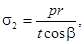 σ₂ = pr / (t cos β),